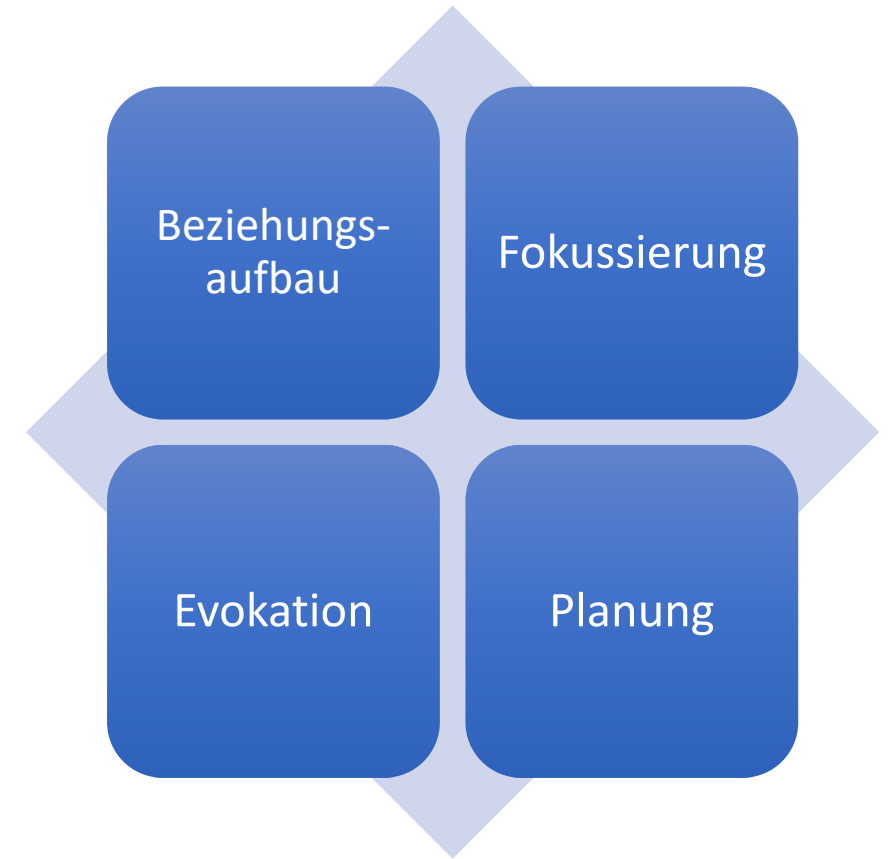 Beziehungs-
aufbau
Fokussierung
Evokation
Planung